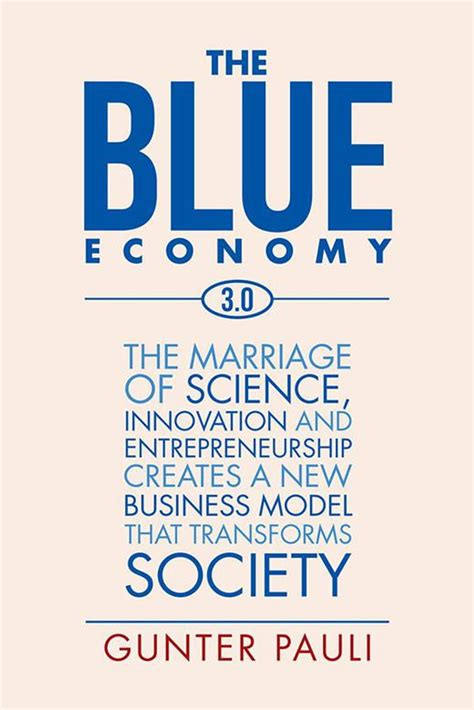 THE
BLUE
ECONOMY
3.0
THE MARRIAGE
OF SCIENCE,
INNOVATION AND
ENTREPRENEURSHIP
CREATES A NEW
BUSINESS MODEL
THAT TRANSFORMS
SOCIETY
GUNTER PAULI